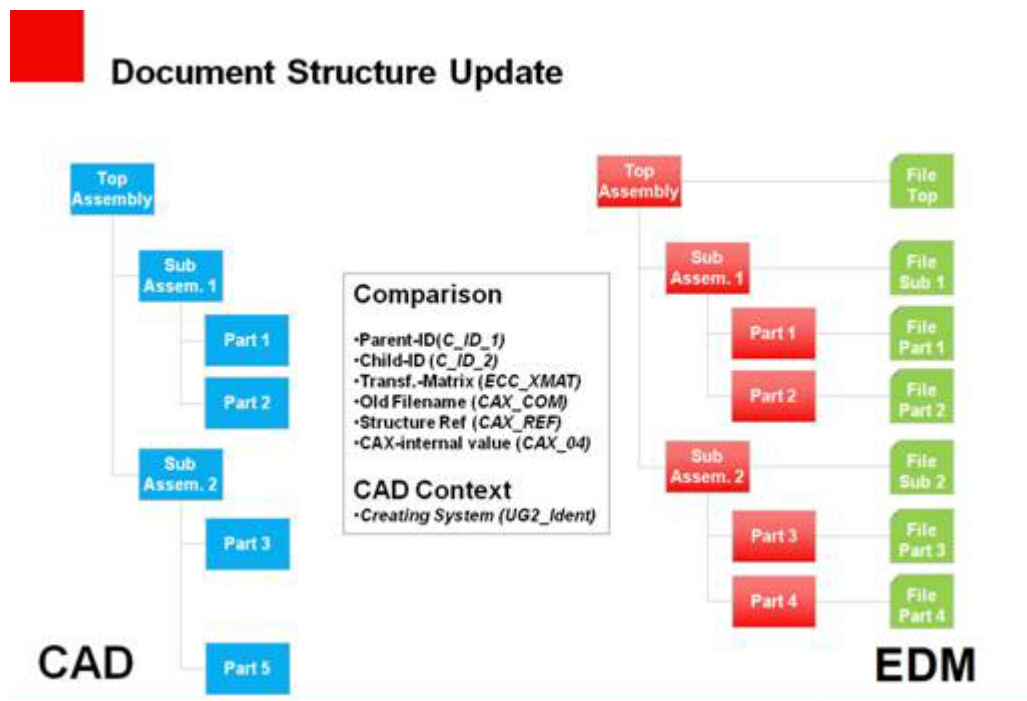 Document Structure Update
Top
Assembly
Sub
Assem. 1
Part 1
Part 2
Sub
Assem. 2
Part 3
Part 5
CAD
Comparison
•Parent-ID(C_ID_1)
•Child-ID (C_ID_2)
•Transf.-Matrix (ECC_XMAT)
•Old Filename (CAX_COM)
•Structure Ref (CAX_REF)
•CAX-internal value (CAX_04)
CAD Context
•Creating System (UG2_Ident)
Top
Assembly
Sub
Assem. 1
Part 1
Part 2
Sub
Assem. 2
Part 3
Part 4
File
Top
File
Sub 1
File
Part 1
File
Part 2
File
Sub 2
File
Part 3
File
Part 4
EDM